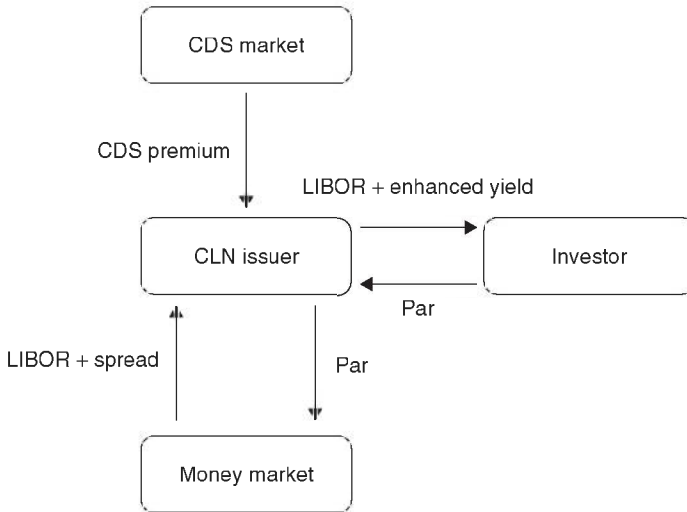 CDS market
CDS premium
LIBOR + enhanced yield
CLN issuer
Investor
Par
LIBOR + spread
Par
Money market